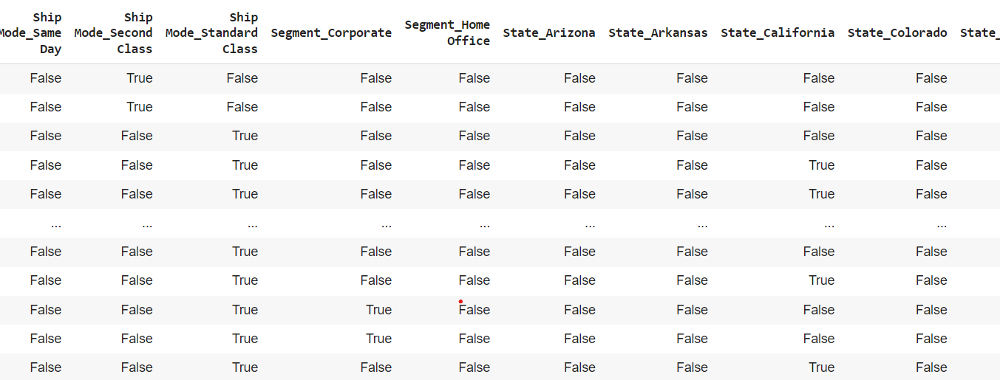 Ship Ship Ship
Mode_Same Mode_Second Mode_Standard Segment_Corporate Segment_Home State_Arizona State_Arkansas State_California State_Colorado State_
Day Class Class Office
False True False False False False False False False
False True False False False False False False False
False False True False False False False False False
False False True False False False False True False
False False True False False False False True False
... ... ... ... ... ... ... ... ...
False False True False False False False False False
False False True False False False False True False
False False True True False False False False False
False False True True False False False False False
False False True False False False False True False